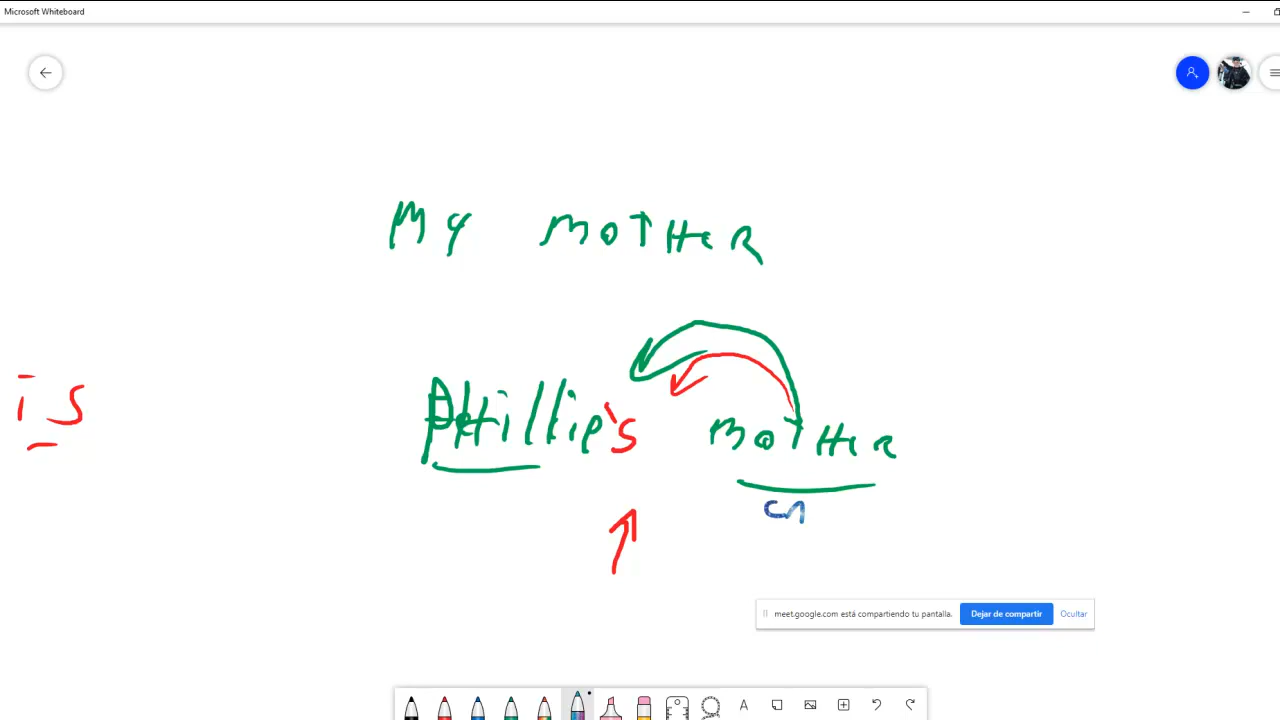 Microsoft Whiteboard
My MOTHER
is
PHillip's MOTHER
meet.google.com está compartiendo tu pantalla. Dejar de compartir Ocultar
A